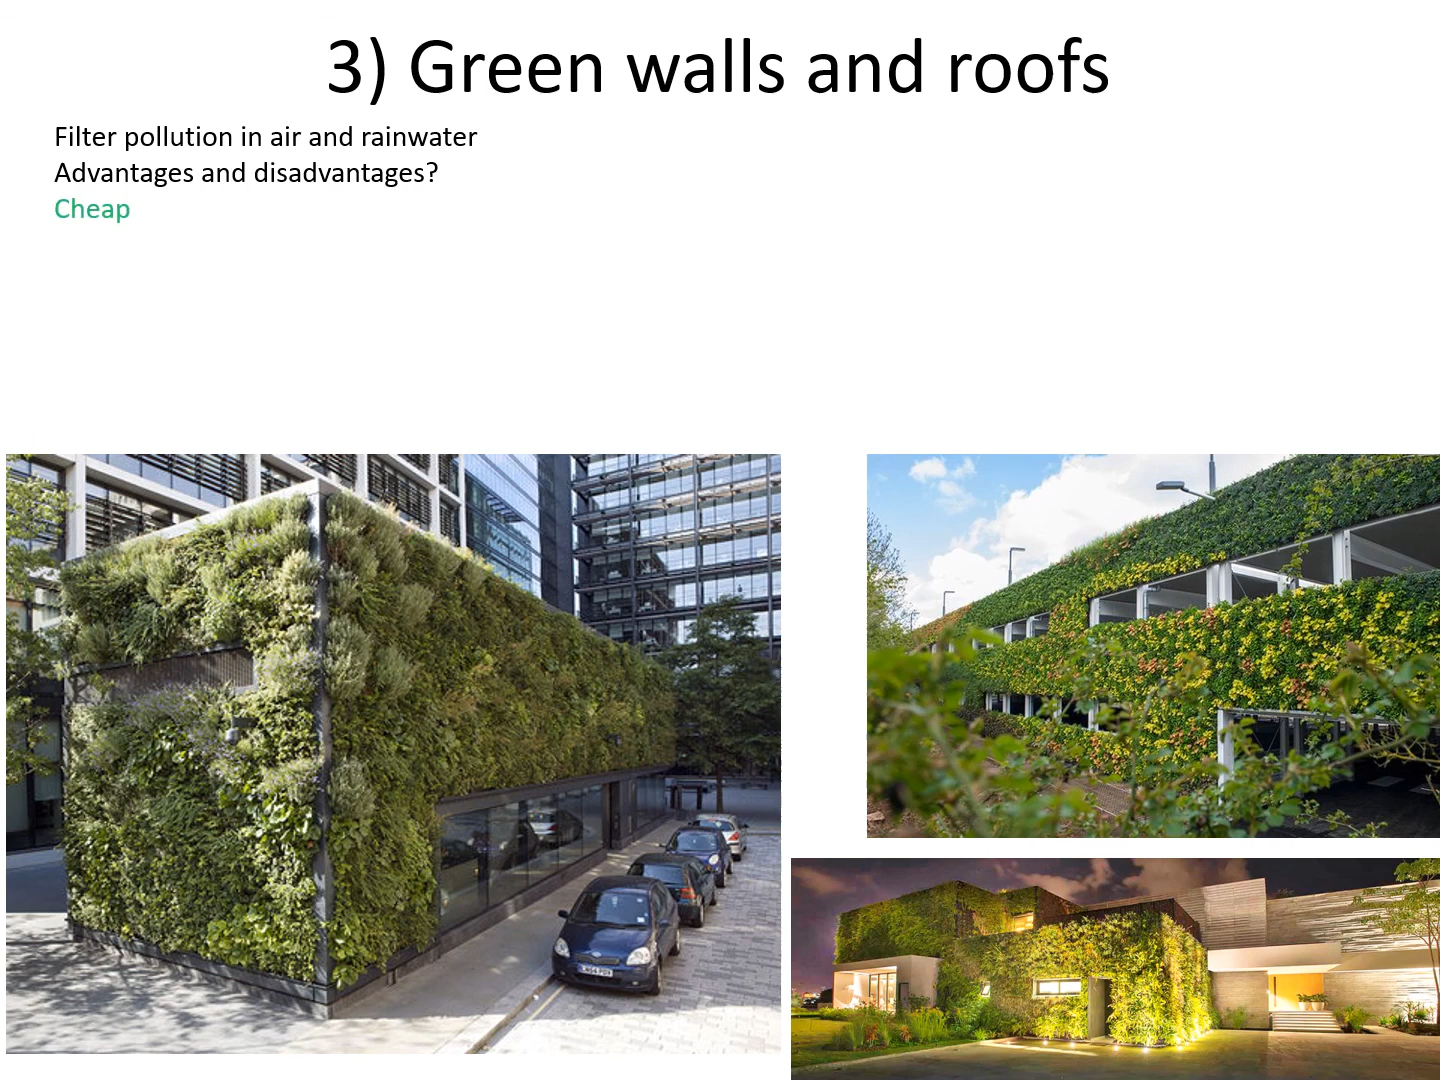 3) Green walls and roofs
Filter pollution in air and rainwater
Advantages and disadvantages?
Cheap